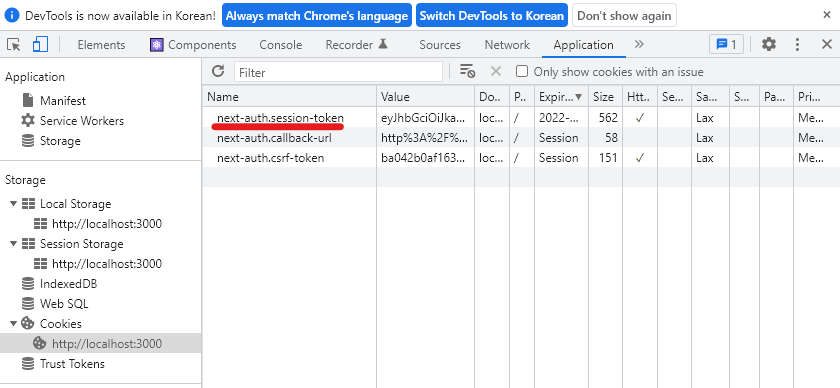 DevTools is now available in Korean! Always match Chrome's language Switch DevTools to Korean Don't show again
Elements Components Console Recorder Sources Network Application 1
Application
Manifest
Service Workers
Storage
Storage
Local Storage
http://localhost:3000
Session Storage
http://localhost:3000
IndexedDB
Web SQL
Cookies
http://localhost:3000
Trust Tokens
Filter Only show cookies with an issue
Name Value Do... P.. Expir... Size Htt.. Se... Sa... S... Pa... Pri...
next-auth.session-token eyJhbGciOiJka... loc... / 2022-... 562 ✓ Lax Me...
next-auth.callback-url http%3A%2F%... loc... / Session 58 Lax Me...
next-auth.csrf-token ba042b0af163... loc... / Session 151 ✓ Lax Me...